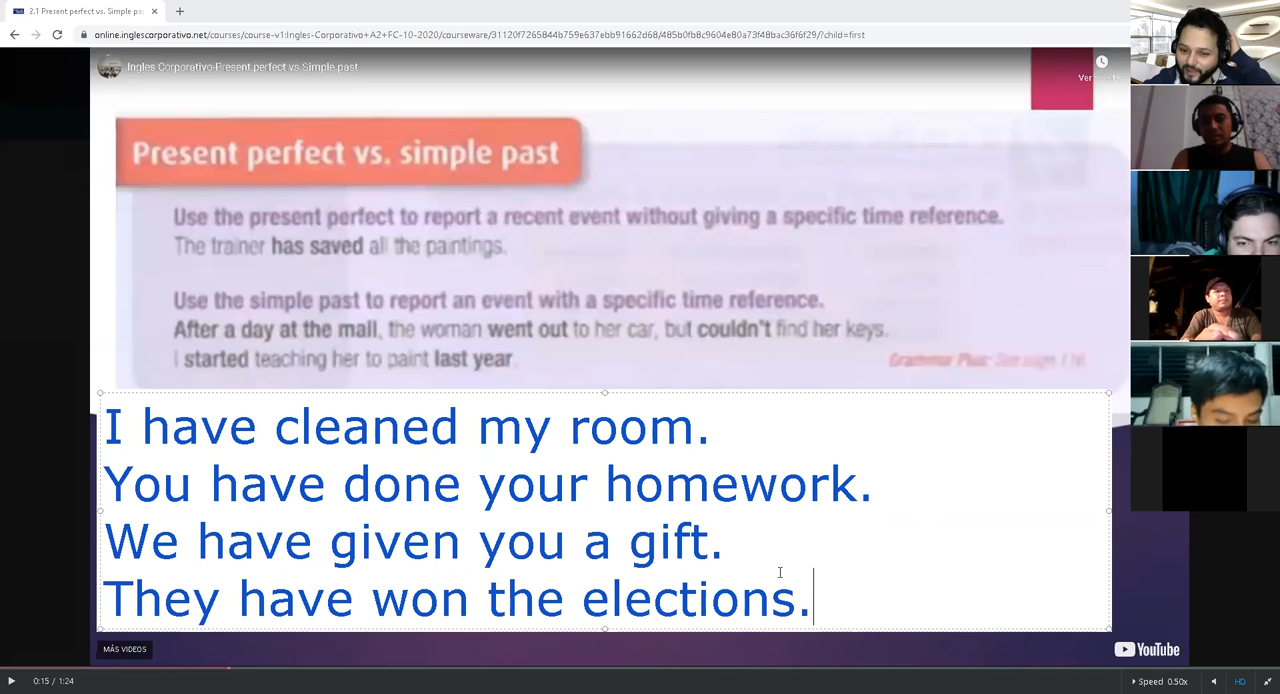 2.1 Present perfect vs. Simple pa
online.inglescorporativo.net/courses/course-v1:Ingles-Corporativo+A2+FC-10-2020/courseware/31120f7265844b759e637ebb91662d68/485b0fb8c9604e80a73f48bac36f6f29/?child=first
Ingles Corporativo-Present perfect vs Simple past
Present perfect vs. simple past
Use the present perfect to report a recent event without giving a specific time reference.
The trainer has saved all the paintings.
Use the simple past to report an event with a specific time reference.
After a day at the mall, the woman went out to her car, but couldn't find her keys.
I started teaching her to paint last year.
Grammar Plus: See page 116
I have cleaned my room.
You have done your homework.
We have given you a gift.
They have won the elections.
MÁS VIDEOS
YouTube
0:15 / 1:24
Speed 0.50x
HD